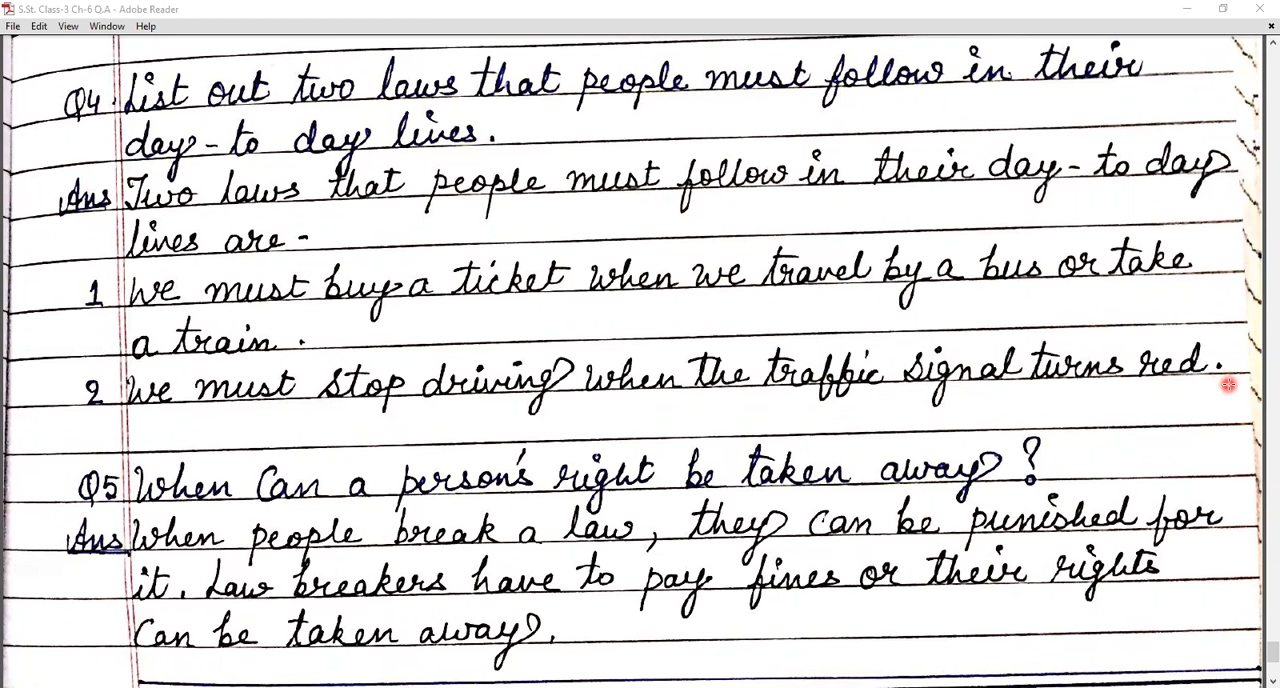 S.St. Class-3 Ch-6 Q.A - Adobe Reader
File Edit View Window Help
Q4. List out two laws that people must follow in their
day-to day lives.
Ans Two laws that people must follow in their day-to day
lives are -
1 We must buy a ticket when we travel by a bus or take
a train.
2 We must stop driving when the traffic signal turns red.
Q5 When Can a person's right be taken away?
Ans When people break a law, they can be punished for
it. Law breakers have to pay fines or their rights
Can be taken away.